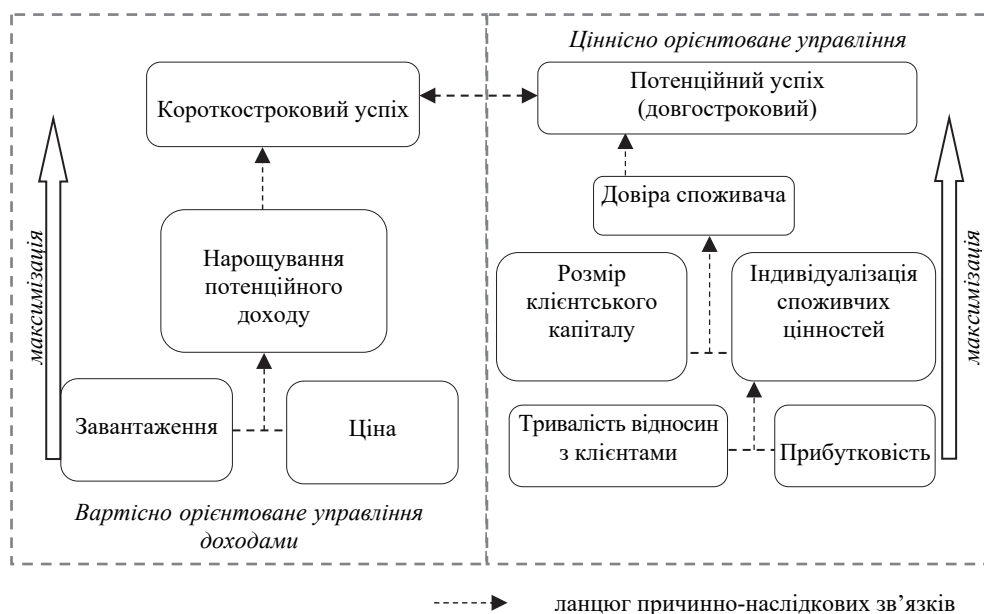 Короткостроковий успіх
Нарощування
потенційного
доходу
Завантаження
Ціна
максимізація
Вартісно орієнтоване управління
доходами
Ціннісно орієнтоване управління
Потенційний успіх
(довгостроковий)
Довіра споживача
Розмір
клієнтського
капіталу
Індивідуалізація
споживчих
цінностей
Тривалість відносин
з клієнтами
Прибутковість
максимізація
ланцюг причинно-наслідкових зв’язків